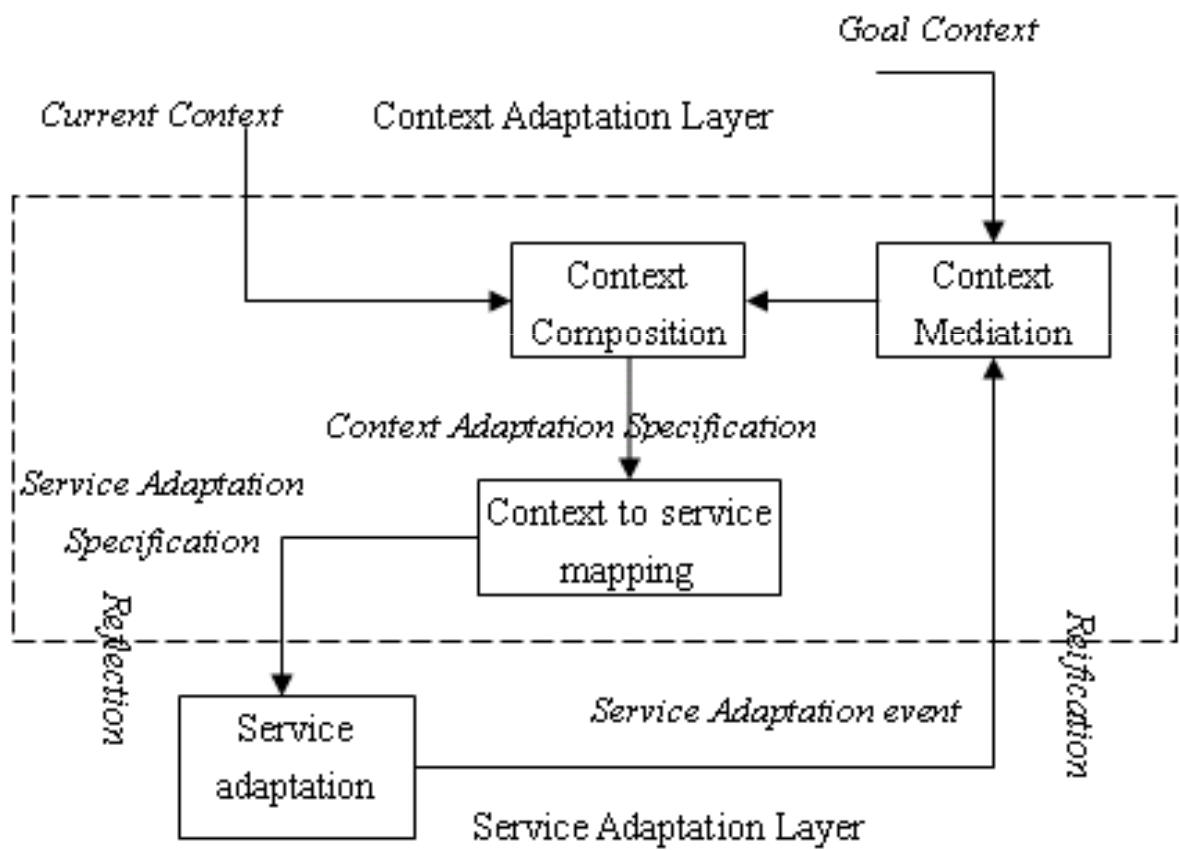 Goal Context
Current Context
Context Adaptation Layer
Context
Composition
Context
Mediation
Context Adaptation Specification
Service Adaptation
Specification
Context to service
mapping
Reflection
Reification
Service
adaptation
Service Adaptation event
Service Adaptation Layer